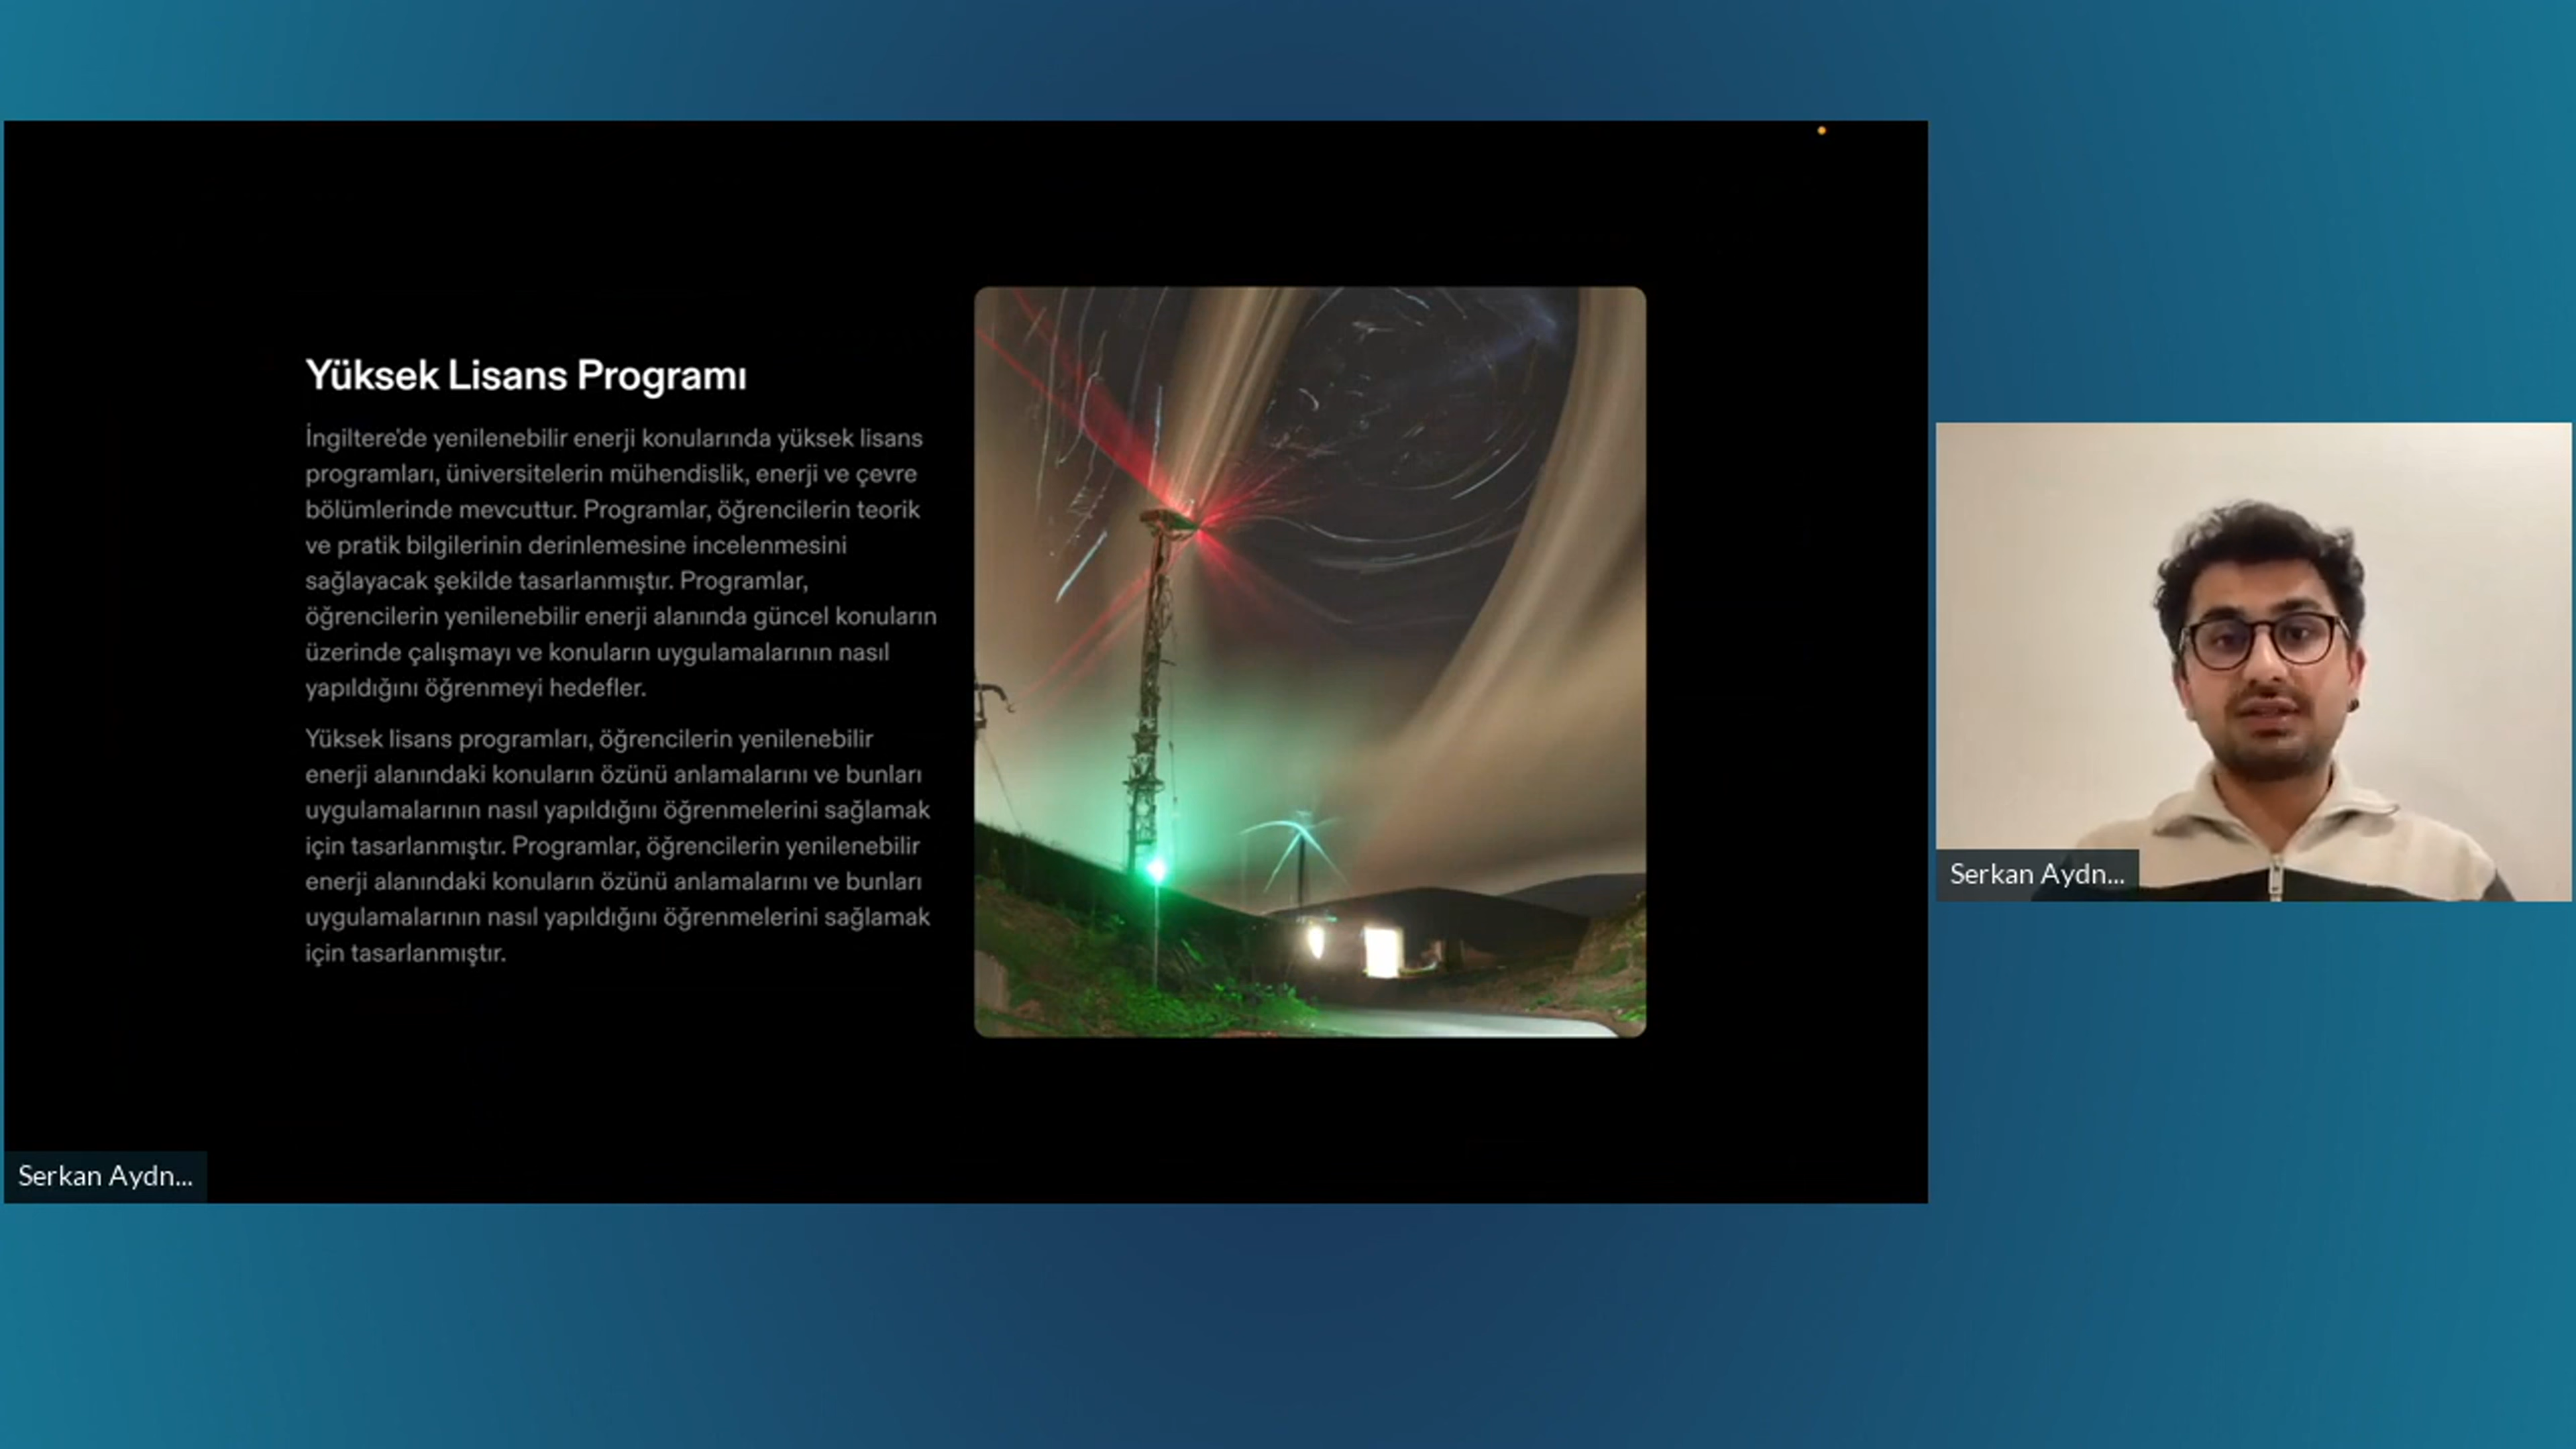 Yüksek Lisans Programı
İngiltere'de yenilenebilir enerji konularında yüksek lisans
programları, üniversitelerin mühendislik, enerji ve çevre
bölümlerinde mevcuttur. Programlar, öğrencilerin teorik
ve pratik bilgilerinin derinlemesine incelenmesini
sağlayacak şekilde tasarlanmıştır. Programlar,
öğrencilerin yenilenebilir enerji alanında güncel konuların
üzerinde çalışmayı ve konuların uygulamalarının nasıl
yapıldığını öğrenmeyi hedefler.
Yüksek lisans programları, öğrencilerin yenilenebilir
enerji alanındaki konuların özünü anlamalarını ve bunları
uygulamalarının nasıl yapıldığını öğrenmelerini sağlamak
için tasarlanmıştır. Programlar, öğrencilerin yenilenebilir
enerji alanındaki konuların özünü anlamalarını ve bunları
uygulamalarının nasıl yapıldığını öğrenmelerini sağlamak
için tasarlanmıştır.
Serkan Aydn...
Serkan Aydn...